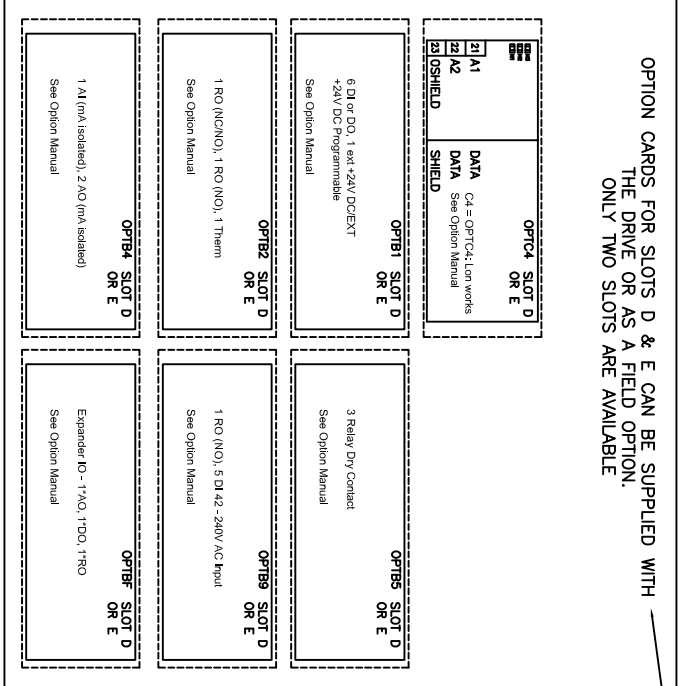 OPTION CARDS FOR SLOTS D & E CAN BE SUPPLIED WITH
THE DRIVE OR AS A FIELD OPTION.
ONLY TWO SLOTS ARE AVAILABLE
OPTC4 SLOT D
OR E
21 A1 DATA
22 A2 DATA
23 OSHIELD SHIELD
C4 = OPTC4: Lon works
See Option Manual
OPTB1 SLOT D
OR E
6 DI or DO, 1 ext +24V DC/EXT
+24V DC Programmable
See Option Manual
OPTB5 SLOT D
OR E
3 Relay Dry Contact
See Option Manual
OPTB2 SLOT D
OR E
1 RO (NC/NO), 1 RO (NO), 1 Therm
See Option Manual
OPTB9 SLOT D
OR E
1 RO (NO), 5 DI 42 - 240V AC Input
See Option Manual
OPTB4 SLOT D
OR E
1 AI (mA isolated), 2 AO (mA isolated)
See Option Manual
OPTBF SLOT D
OR E
Expander IO - 1*AO, 1*DO, 1*RO
See Option Manual